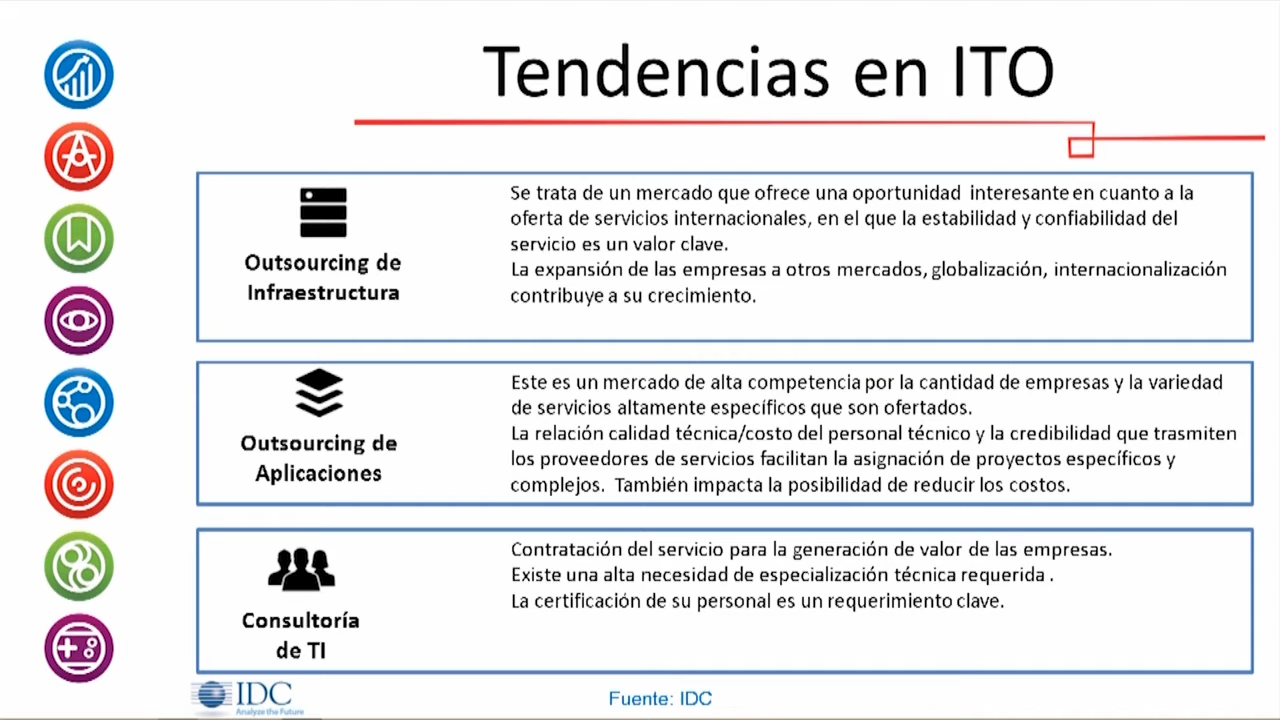 Tendencias en ITO
Outsourcing de
Infraestructura
Se trata de un mercado que ofrece una oportunidad interesante en cuanto a la
oferta de servicios internacionales, en el que la estabilidad y confiabilidad del
servicio es un valor clave.
La expansión de las empresas a otros mercados, globalización, internacionalización
contribuye a su crecimiento.
Outsourcing de
Aplicaciones
Este es un mercado de alta competencia por la cantidad de empresas y la variedad
de servicios altamente específicos que son ofertados.
La relación calidad técnica/costo del personal técnico y la credibilidad que trasmiten
los proveedores de servicios facilitan la asignación de proyectos específicos y
complejos. También impacta la posibilidad de reducir los costos.
Consultoría
de TI
Contratación del servicio para la generación de valor de las empresas.
Existe una alta necesidad de especialización técnica requerida .
La certificación de su personal es un requerimiento clave.
IDC
Analyze the Future
Fuente: IDC